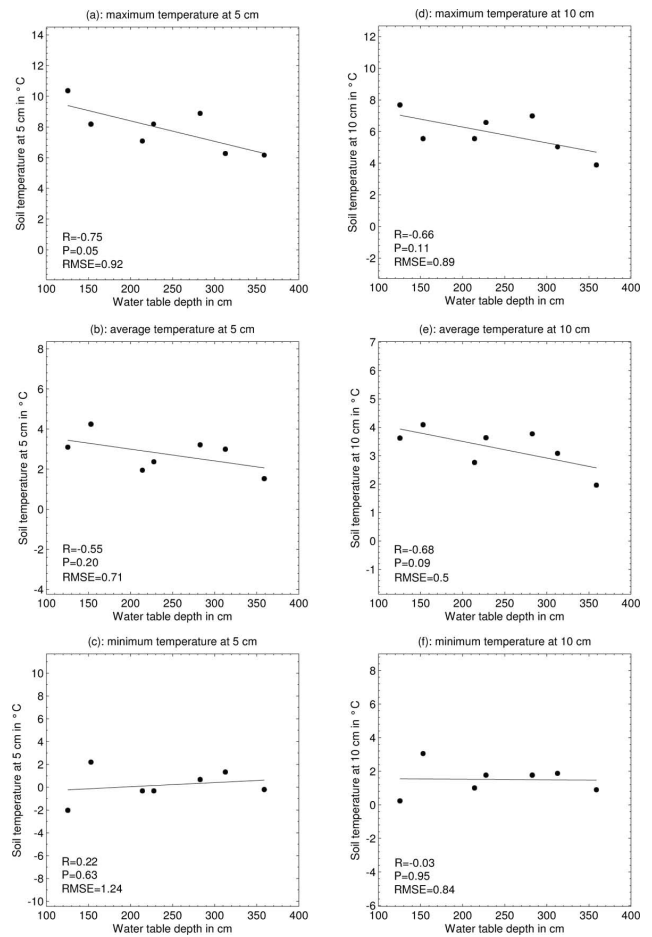 (a): maximum temperature at 5 cm
14
12
10
8
6
4
2
0
Soil temperature at 5 cm in °C
R=-0.75
P=0.05
RMSE=0.92
100 150 200 250 300 350 400
Water table depth in cm
(d): maximum temperature at 10 cm
12
10
8
6
4
2
0
-2
Soil temperature at 10 cm in °C
R=-0.66
P=0.11
RMSE=0.89
100 150 200 250 300 350 400
Water table depth in cm
(b): average temperature at 5 cm
8
6
4
2
0
-2
-4
Soil temperature at 5 cm in °C
R=-0.55
P=0.20
RMSE=0.71
100 150 200 250 300 350 400
Water table depth in cm
(e): average temperature at 10 cm
7
6
5
4
3
2
1
0
-1
Soil temperature at 10 cm in °C
R=-0.68
P=0.09
RMSE=0.5
100 150 200 250 300 350 400
Water table depth in cm
(c): minimum temperature at 5 cm
10
8
6
4
2
0
-2
-4
-6
-8
-10
Soil temperature at 5 cm in °C
R=0.22
P=0.63
RMSE=1.24
100 150 200 250 300 350 400
Water table depth in cm
(f): minimum temperature at 10 cm
8
6
4
2
0
-2
-4
-6
Soil temperature at 10 cm in °C
R=-0.03
P=0.95
RMSE=0.84
100 150 200 250 300 350 400
Water table depth in cm